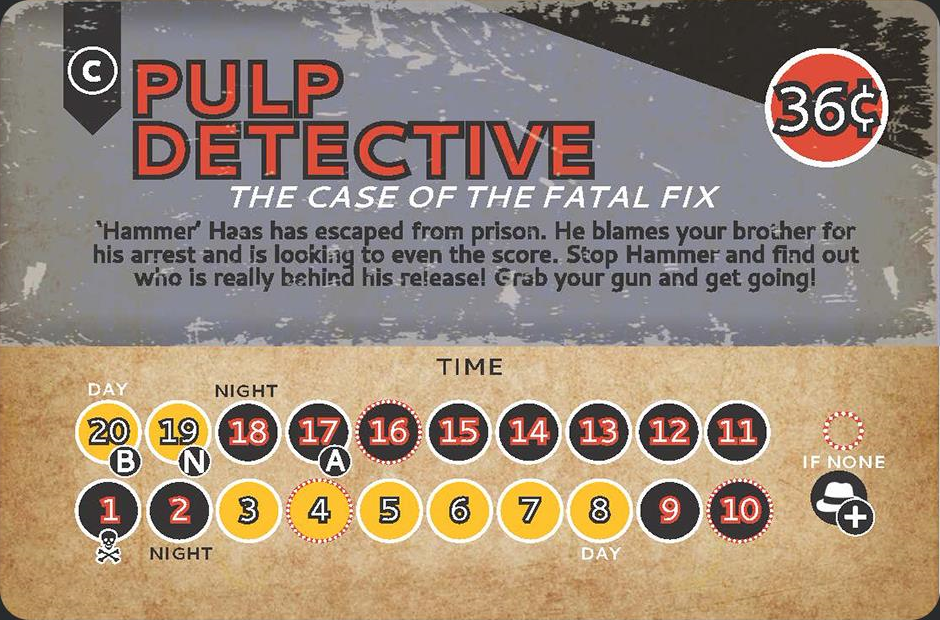 C
PULP
DETECTIVE
36¢
THE CASE OF THE FATAL FIX
'Hammer' Haas has escaped from prison. He blames your brother for
his arrest and is looking to even the score. Stop Hammer and find out
who is really behind his release! Grab your gun and get going!
TIME
DAY NIGHT
20 19 18 17 16 15 14 13 12 11
B N A
IF NONE
1 2 3 4 5 6 7 8 9 10
+
NIGHT DAY